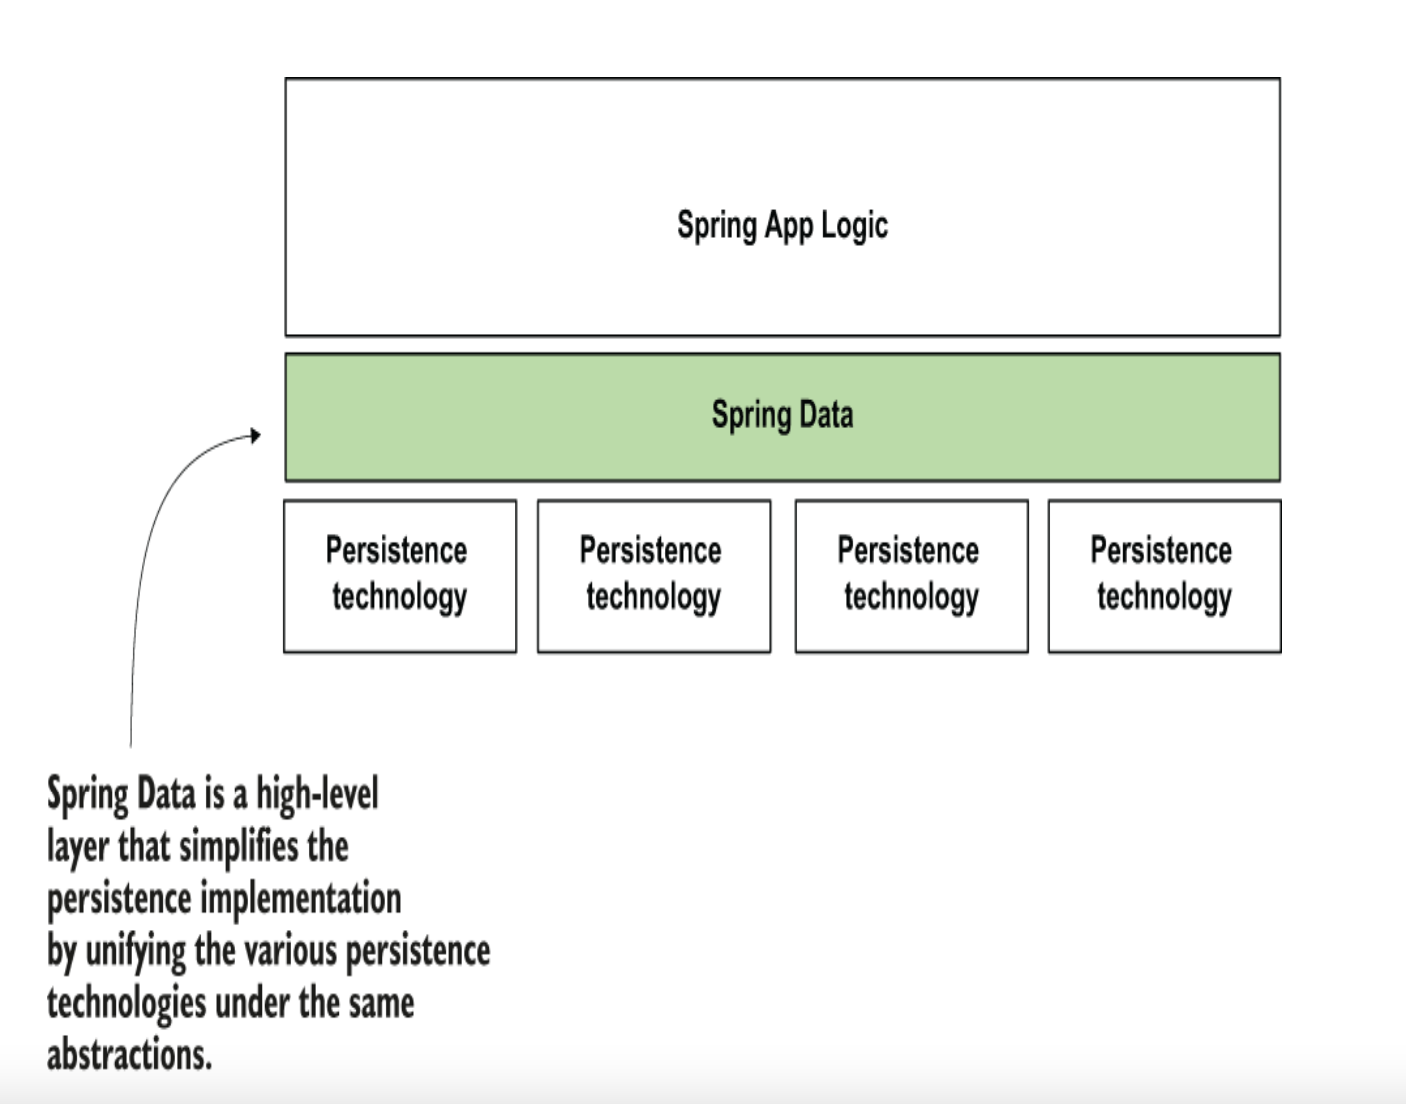 Spring App Logic
Spring Data
Persistence
technology
Persistence
technology
Persistence
technology
Persistence
technology
Spring Data is a high-level
layer that simplifies the
persistence implementation
by unifying the various persistence
technologies under the same
abstractions.